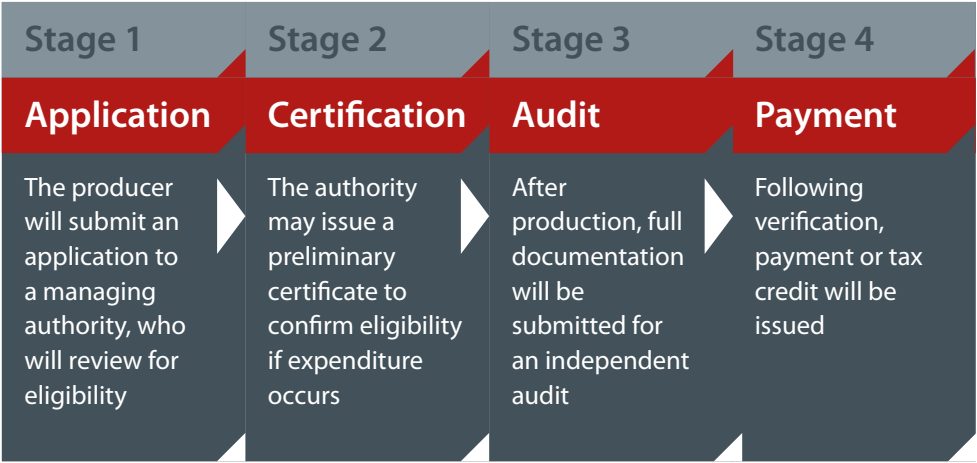 Stage 1
Application
The producer
will submit an
application to
a managing
authority, who
will review for
eligibility
Stage 2
Certification
The authority
may issue a
preliminary
certificate to
confirm eligibility
if expenditure
occurs
Stage 3
Audit
After
production, full
documentation
will be
submitted for
an independent
audit
Stage 4
Payment
Following
verification,
payment or tax
credit will be
issued